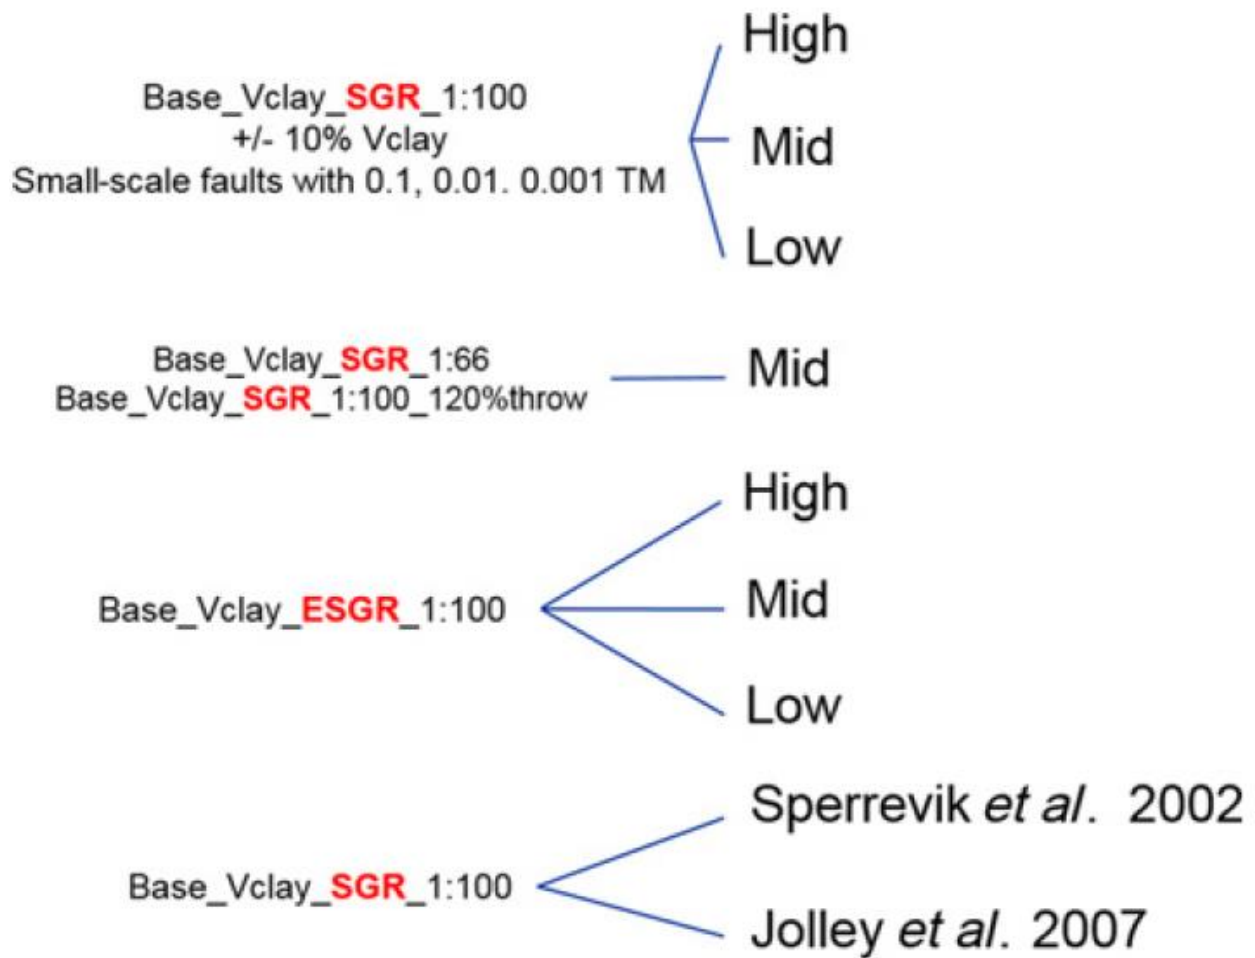 High
Base_Vclay_SGR_1:100
+/- 10% Vclay
Mid
Small-scale faults with 0.1, 0.01. 0.001 TM
Low
Base_Vclay_SGR_1:66
Mid
Base_Vclay_SGR_1:100_120%throw
High
Base_Vclay_ESGR_1:100
Mid
Low
Sperrevik et al. 2002
Base_Vclay_SGR_1:100
Jolley et al. 2007